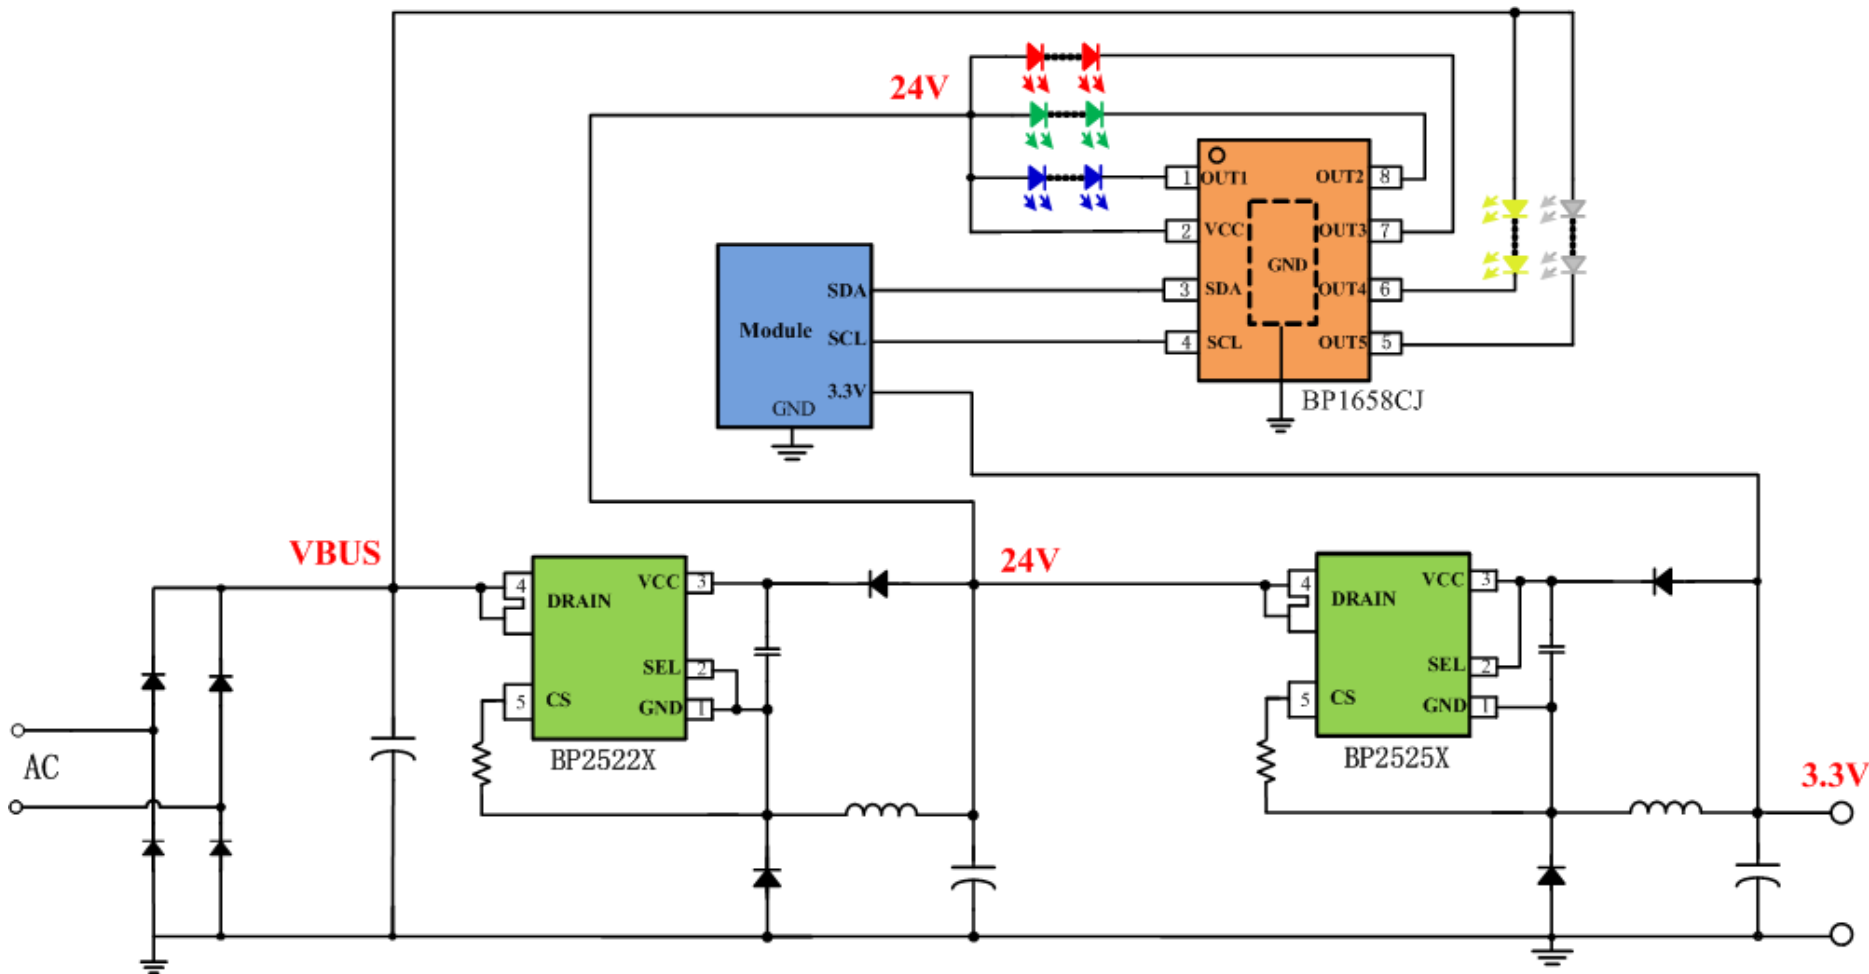 24V
1 OUT1 OUT2 8
2 VCC OUT3 7
GND
3 SDA OUT4 6
4 SCL OUT5 5
BP1658CJ
SDA
Module
SCL
3.3V
GND
VBUS
24V
4 DRAIN VCC 3
SEL 2
5 CS GND 1
BP2522X
4 DRAIN VCC 3
SEL 2
5 CS GND 1
BP2525X
AC
3.3V